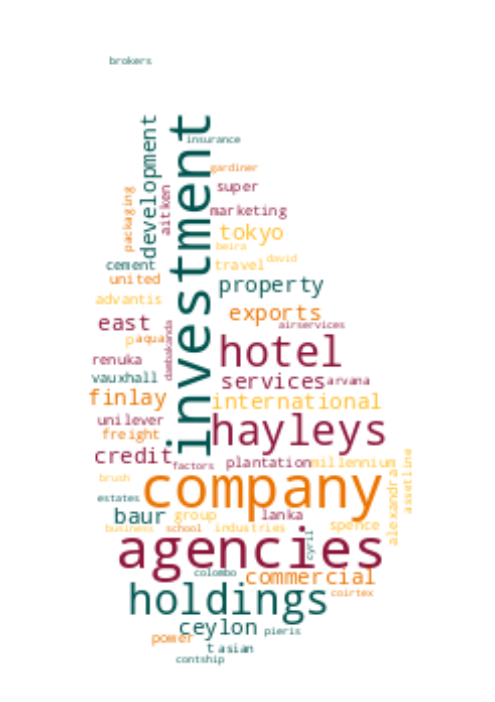 brokers
investment
development
insurance
gardiner
super
aitken
packaging
marketing
tokyo
beira
david
travel
cement
united
property
advantis
exports
east
airservices
p
aqua
dambakanda
hotel
renuka
vauxhall
services
arvana
finlay
international
unilever
hayleys
freight
credit
factors
plantation
millennium
assetline
brush
company
alexandra
estates
baur
group
lanka
business
school
industries
spence
cyril
agencies
colombo
commercial
holdings
coirtex
ceylon
pieris
power
t
asian
contship